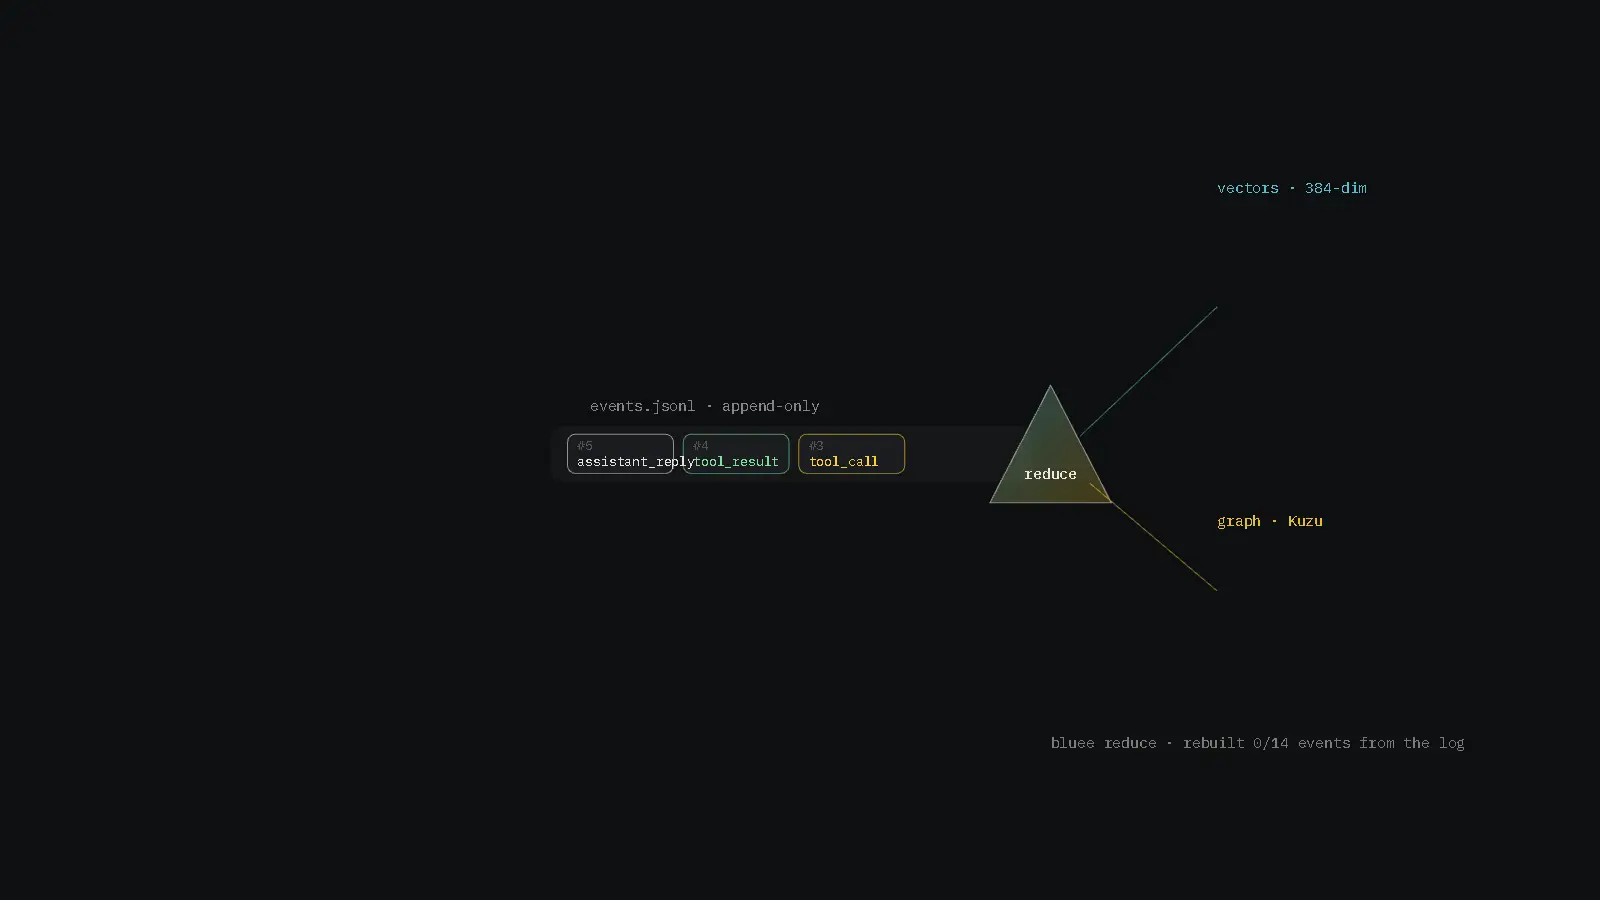 vectors · 384-dim
events.jsonl · append-only
#5 #4 #3
assistant_reply tool_result tool_call
reduce
graph · Kuzu
bluee reduce · rebuilt 0/14 events from the log